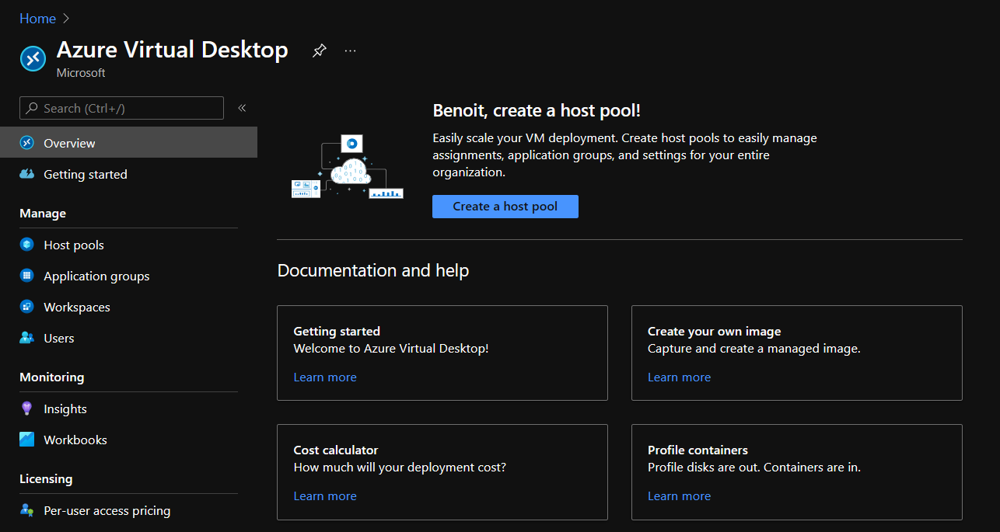 Home
Azure Virtual Desktop
Microsoft
Search (Ctrl+/)
Overview
Getting started
Manage
Host pools
Application groups
Workspaces
Users
Monitoring
Insights
Workbooks
Licensing
Per-user access pricing
Benoit, create a host pool!
Easily scale your VM deployment. Create host pools to easily manage
assignments, application groups, and settings for your entire
organization.
Create a host pool
Documentation and help
Getting started
Welcome to Azure Virtual Desktop!
Learn more
Create your own image
Capture and create a managed image.
Learn more
Cost calculator
How much will your deployment cost?
Learn more
Profile containers
Profile disks are out. Containers are in.
Learn more